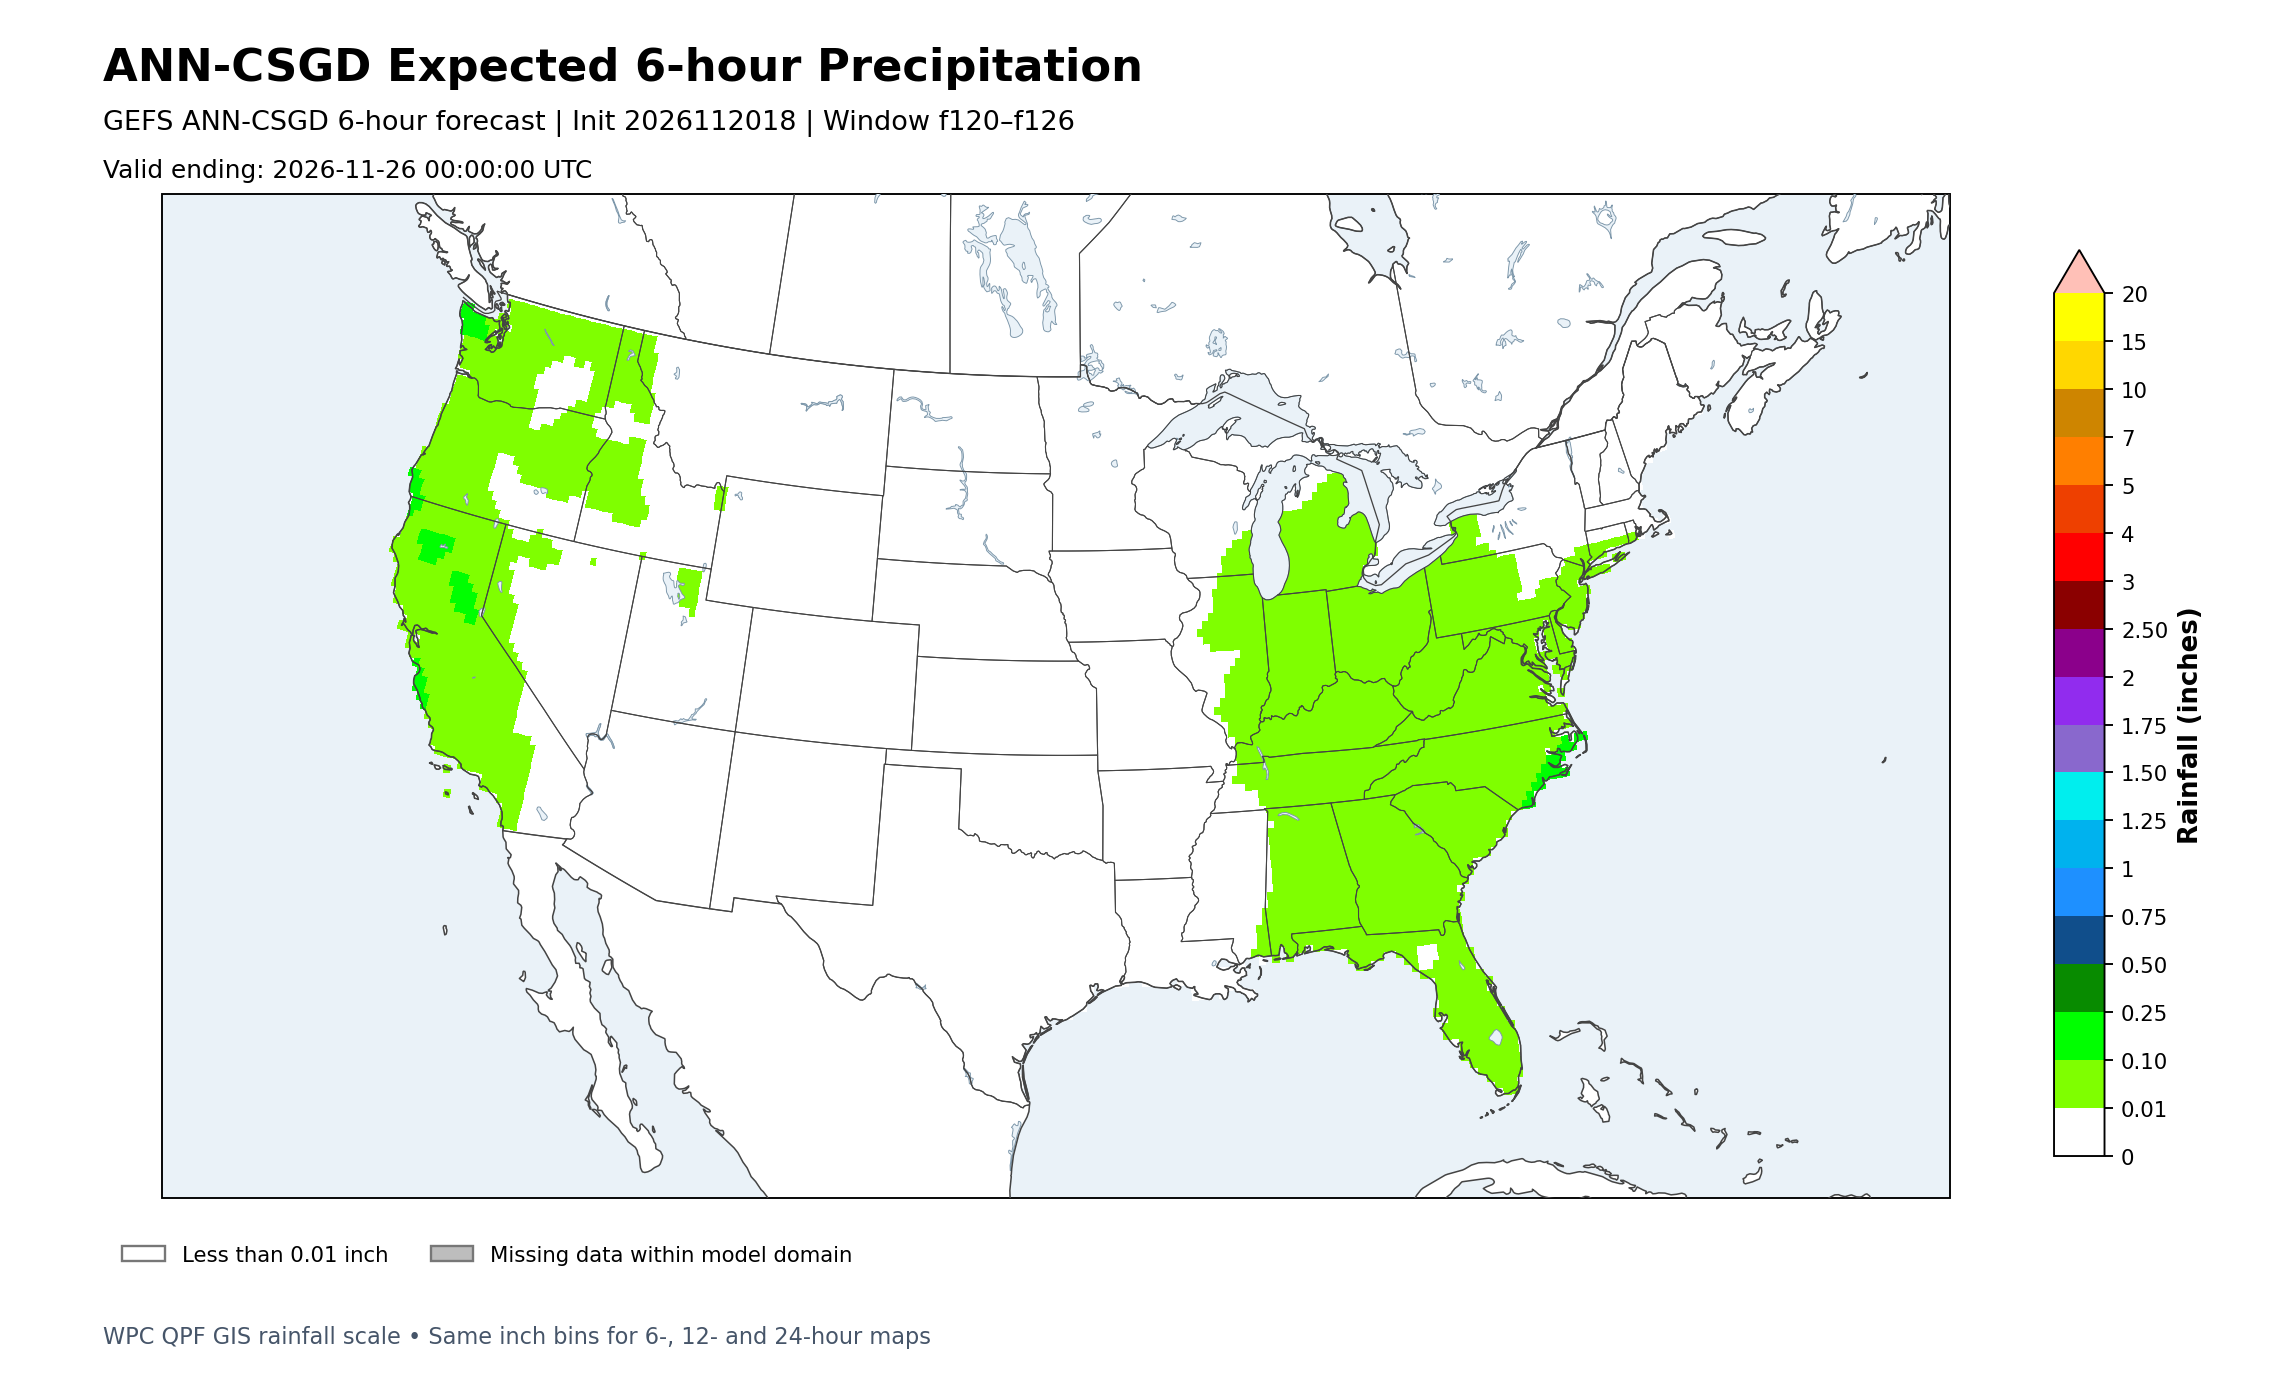 ANN-CSGD Expected 6-hour Precipitation
GEFS ANN-CSGD 6-hour forecast | Init 2026112018 | Window f120–f126
Valid ending: 2026-11-26 00:00:00 UTC
20
15
10
7
5
4
3
2.50
2
1.75
1.50
1.25
1
0.75
0.50
0.25
0.10
0.01
0
Rainfall (inches)
Less than 0.01 inch
Missing data within model domain
WPC QPF GIS rainfall scale • Same inch bins for 6-, 12- and 24-hour maps